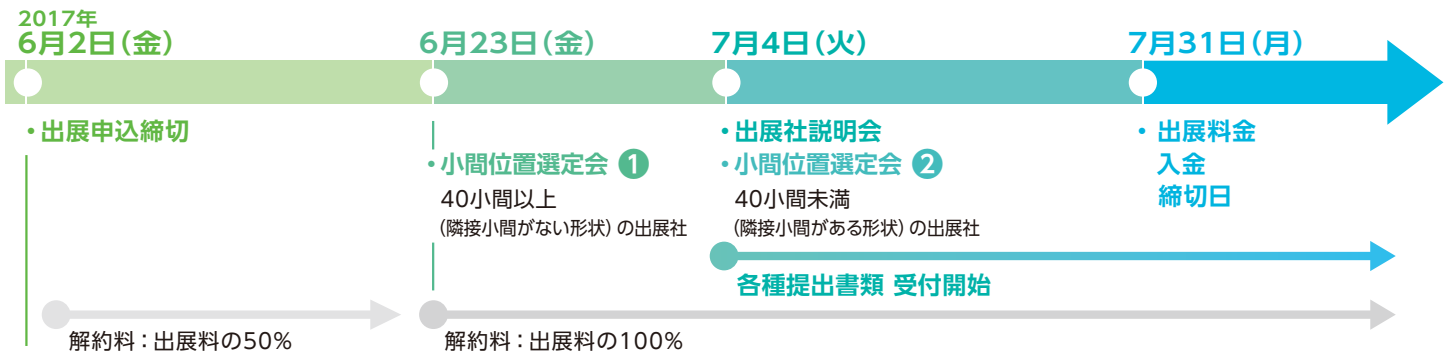 2017年
6月2日（金）
6月23日（金）
7月4日（火）
7月31日（月）
・出展申込締切
・小間位置選定会 ❶
40小間以上
（隣接小間がない形状）の出展社
・出展社説明会
・小間位置選定会 ❷
40小間未満
（隣接小間がある形状）の出展社
・出展料金
入金
締切日
各種提出書類 受付開始
解約料：出展料の50%
解約料：出展料の100%